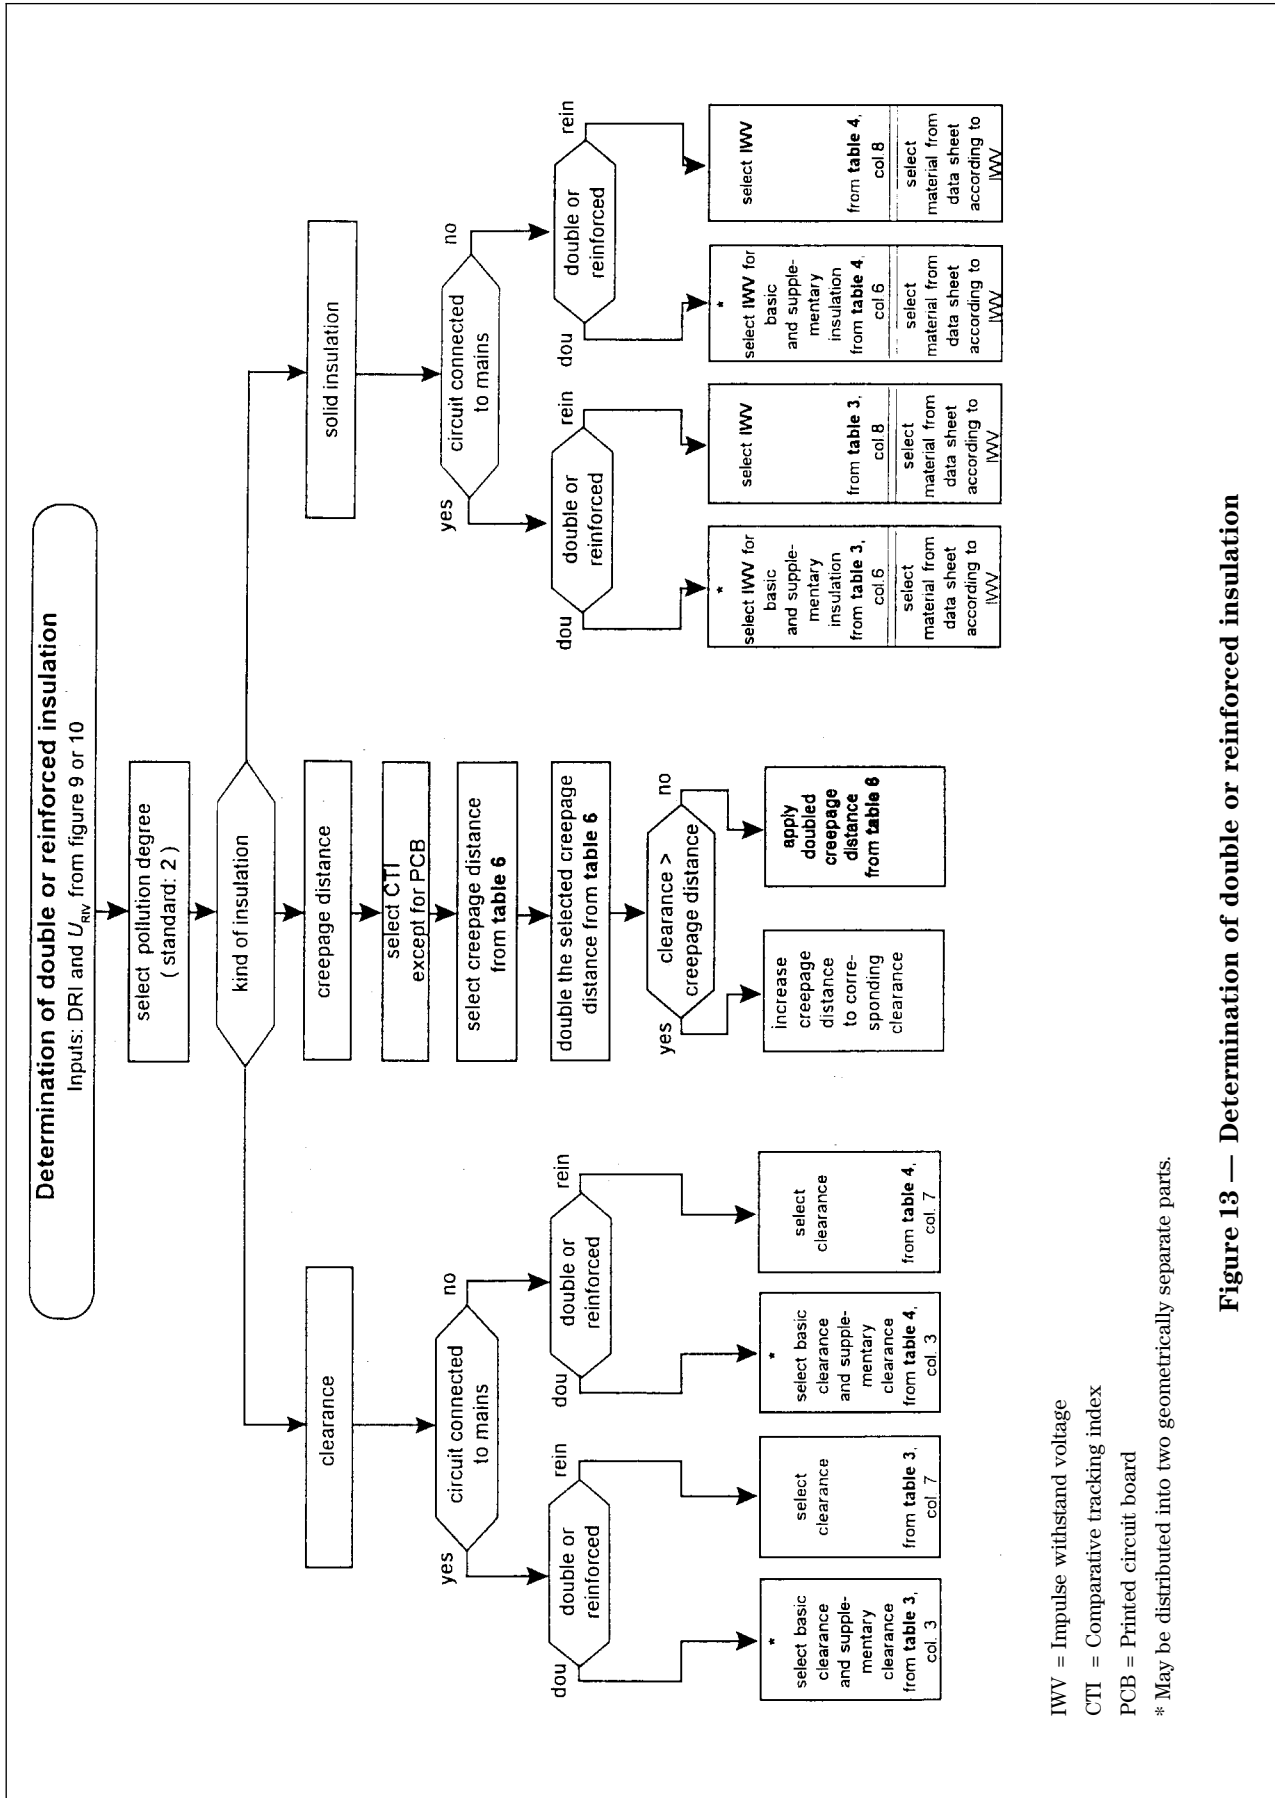 Determination of double or reinforced insulation
Inputs: DRI and URIV from figure 9 or 10
select pollution degree
( standard: 2 )
kind of insulation
clearance
circuit connected
to mains
yes
no
double or
reinforced
dou
rein
*
select basic
clearance
and supple-
mentary
clearance
from table 3,
col. 3
select
clearance
from table 3,
col 7
double or
reinforced
dou
rein
*
select basic
clearance
and supple-
mentary
clearance
from table 4,
col. 3
select
clearance
from table 4,
col. 7
creepage distance
select CTI
except for PCB
select creepage distance
from table 6
double the selected creepage
distance from table 6
clearance >
creepage distance
yes
no
increase
creepage
distance
to corre-
sponding
clearance
apply
doubled
creepage
distance
from table 6
solid insulation
circuit connected
to mains
yes
no
double or
reinforced
dou
rein
*
select IWV for
basic
and supple-
mentary
insulation
from table 3,
col.6
select
material from
data sheet
according to
IWV
select IWV
from table 3,
col.8
select
material from
data sheet
according to
IWV
double or
reinforced
dou
rein
*
select IWV for
basic
and supple-
mentary
insulation
from table 4,
col.6
select
material from
data sheet
according to
IWV
select IWV
from table 4,
col.8
select
material from
data sheet
according to
IWV
IWV = Impulse withstand voltage
CTI = Comparative tracking index
PCB = Printed circuit board
* May be distributed into two geometrically separate parts.
Figure 13 — Determination of double or reinforced insulation